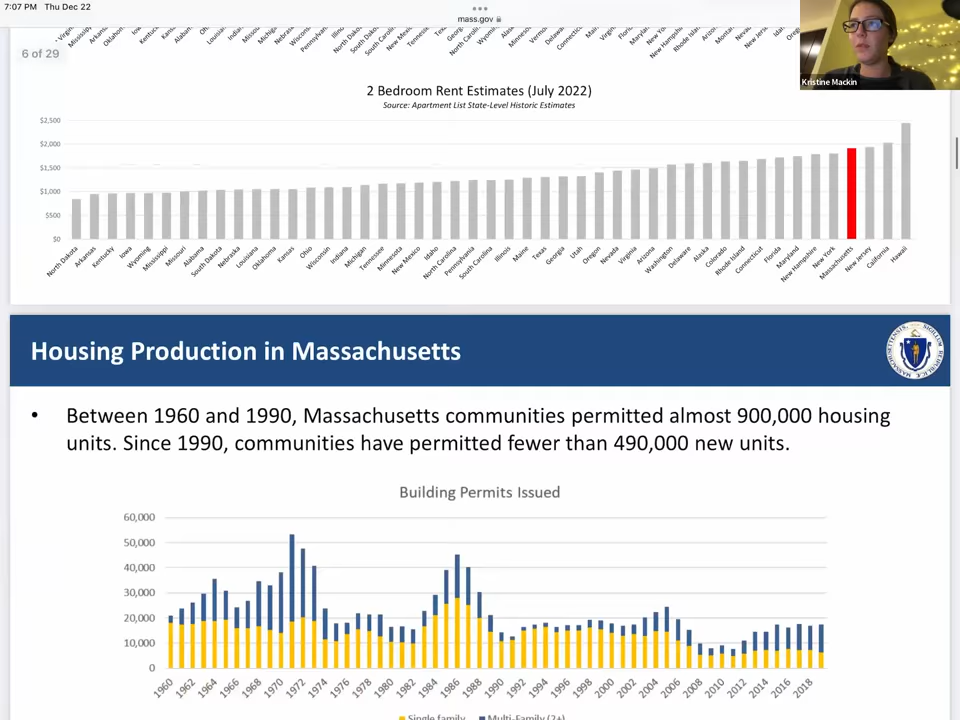 7:07 PM Thu Dec 22
mass.gov
6 of 29
Kristine Mackin
2 Bedroom Rent Estimates (July 2022)
Source: Apartment List State-Level Historic Estimates
$2,500
$2,000
$1,500
$1,000
$500
$0
North Dakota
Arkansas
Kentucky
Iowa
Wyoming
Mississippi
Missouri
Alabama
South Dakota
Nebraska
Louisiana
Oklahoma
Kansas
Ohio
Wisconsin
Indiana
Michigan
Tennessee
Minnesota
New Mexico
Idaho
North Carolina
Pennsylvania
South Carolina
Illinois
Maine
Texas
Georgia
Utah
Oregon
Nevada
Virginia
Arizona
Washington
Delaware
Alaska
Colorado
Rhode Island
Connecticut
Florida
Maryland
New Hampshire
New York
Massachusetts
New Jersey
California
Hawaii
Housing Production in Massachusetts
• Between 1960 and 1990, Massachusetts communities permitted almost 900,000 housing
units. Since 1990, communities have permitted fewer than 490,000 new units.
Building Permits Issued
60,000
50,000
40,000
30,000
20,000
10,000
0
1960 1962 1964 1966 1968 1970 1972 1974 1976 1978 1980 1982 1984 1986 1988 1990 1992 1994 1996 1998 2000 2002 2004 2006 2008 2010 2012 2014 2016 2018
Single family Multi-Family (2+)